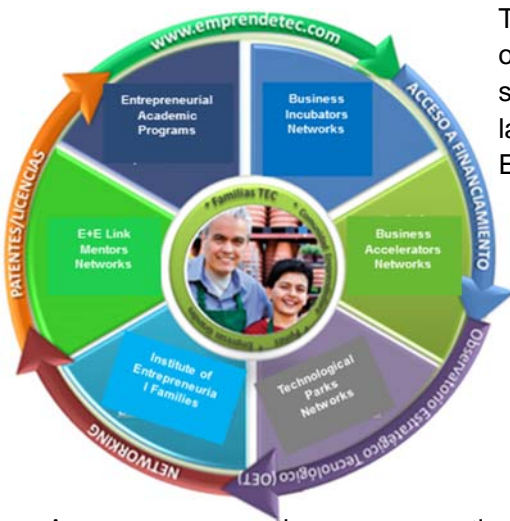 www.emprendetec.com
ACCESO A FINANCIAMIENTO
Observatorio Estratégico Tecnológico (OET)
NETWORKING
PATENTES/LICENCIAS
Entrepreneurial
Academic
Programs
Business
Incubators
Networks
Business
Accelerators
Networks
Technological
Parks
Networks
Institute of
Entrepreneuria
l Families
E+E Link
Mentors
Networks
Familias TEC